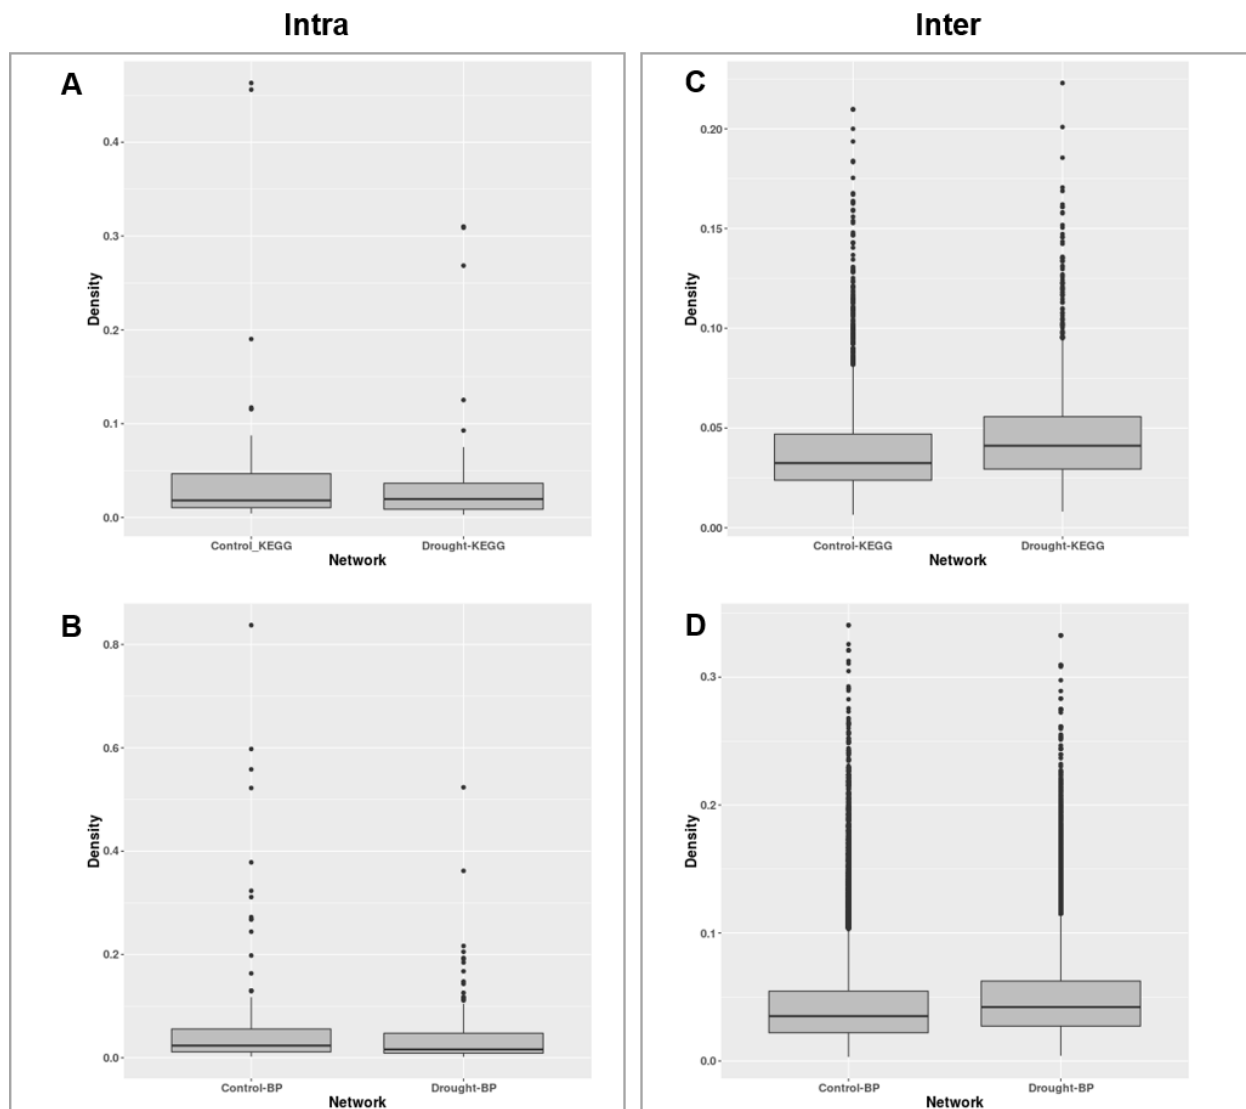 Intra
Inter
A
0.4
0.3
0.2
0.1
0.0
Density
Control_KEGG
Drought-KEGG
Network
C
0.20
0.15
0.10
0.05
0.00
Density
Control-KEGG
Drought-KEGG
Network
B
0.8
0.6
0.4
0.2
0.0
Density
Control-BP
Drought-BP
Network
D
0.3
0.2
0.1
0.0
Density
Control-BP
Drought-BP
Network